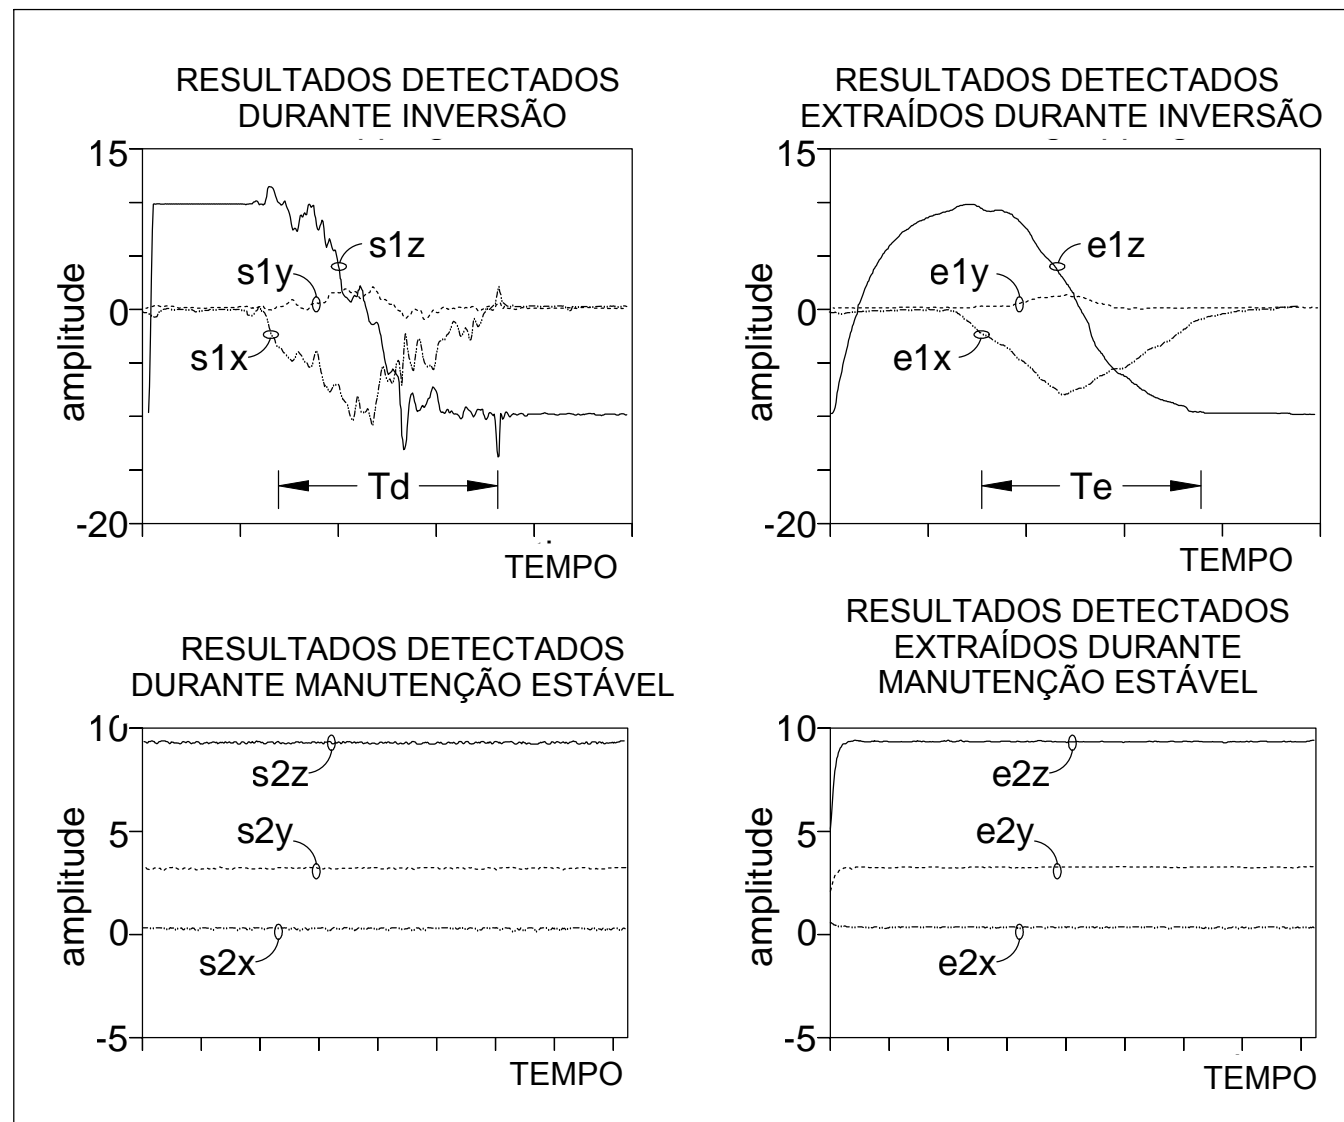 RESULTADOS DETECTADOS
DURANTE INVERSÃO
15
0
-20
amplitude
s1z
s1y
s1x
Td
TEMPO
RESULTADOS DETECTADOS
EXTRAÍDOS DURANTE INVERSÃO
15
0
-20
amplitude
e1z
e1y
e1x
Te
TEMPO
RESULTADOS DETECTADOS
DURANTE MANUTENÇÃO ESTÁVEL
10
5
0
-5
amplitude
s2z
s2y
s2x
TEMPO
RESULTADOS DETECTADOS
EXTRAÍDOS DURANTE
MANUTENÇÃO ESTÁVEL
10
5
0
-5
amplitude
e2z
e2y
e2x
TEMPO